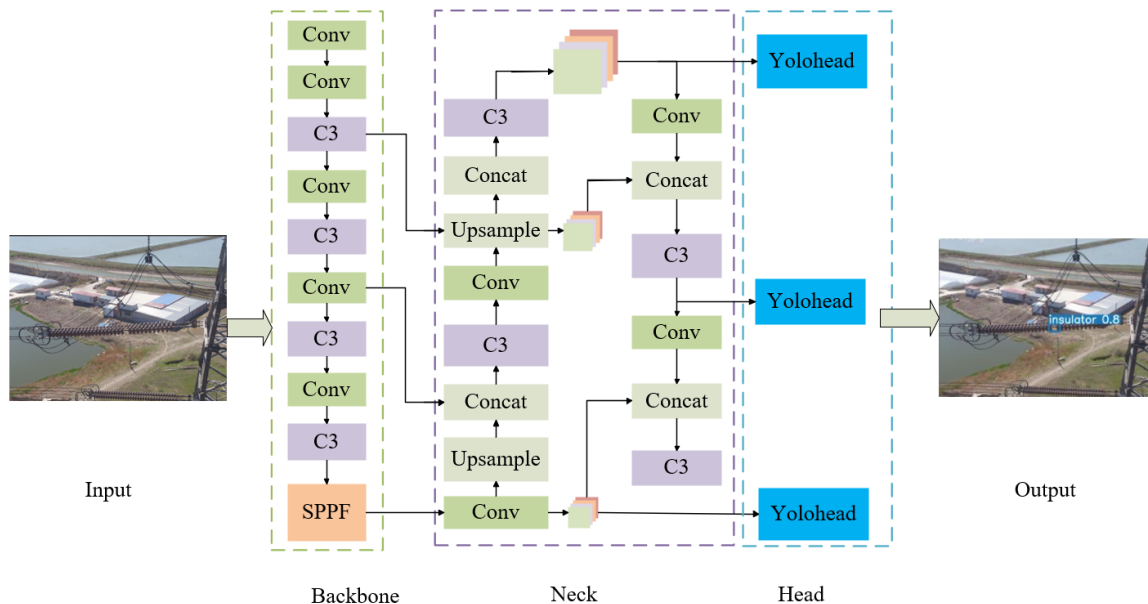 Conv
Conv
C3
Conv
C3
Conv
C3
Conv
C3
SPPF
C3
Concat
Upsample
Conv
C3
Concat
Upsample
Conv
Conv
Concat
C3
Conv
Concat
C3
Yolohead
Yolohead
Yolohead
insulator 0.8
Input
Output
Backbone
Neck
Head